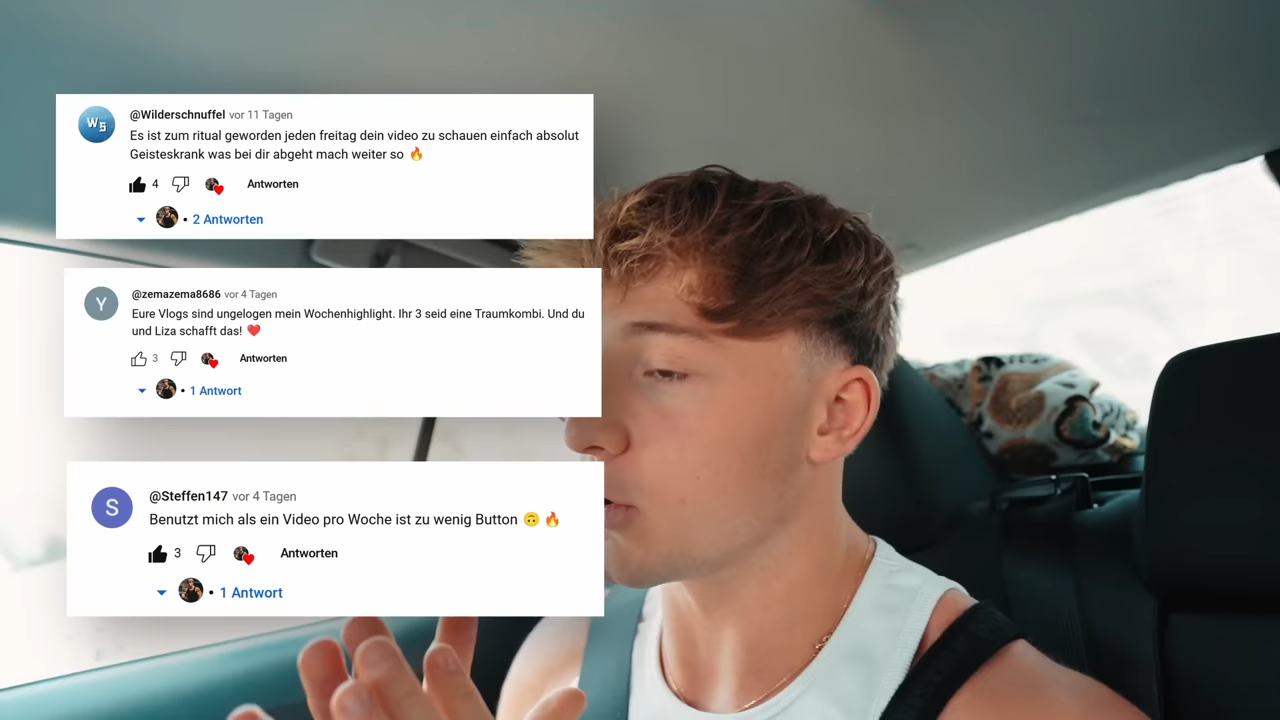 WS
@Wilderschnuffel vor 11 Tagen
Es ist zum ritual geworden jeden freitag dein video zu schauen einfach absolut
Geisteskrank was bei dir abgeht mach weiter so 🔥
4 Antworten
2 Antworten
Y
@zemazema8686 vor 4 Tagen
Eure Vlogs sind ungelogen mein Wochenhighlight. Ihr 3 seid eine Traumkombi. Und du
und Liza schafft das! ❤️
3 Antworten
1 Antwort
S
@Steffen147 vor 4 Tagen
Benutzt mich als ein Video pro Woche ist zu wenig Button 🙃 🔥
3 Antworten
1 Antwort